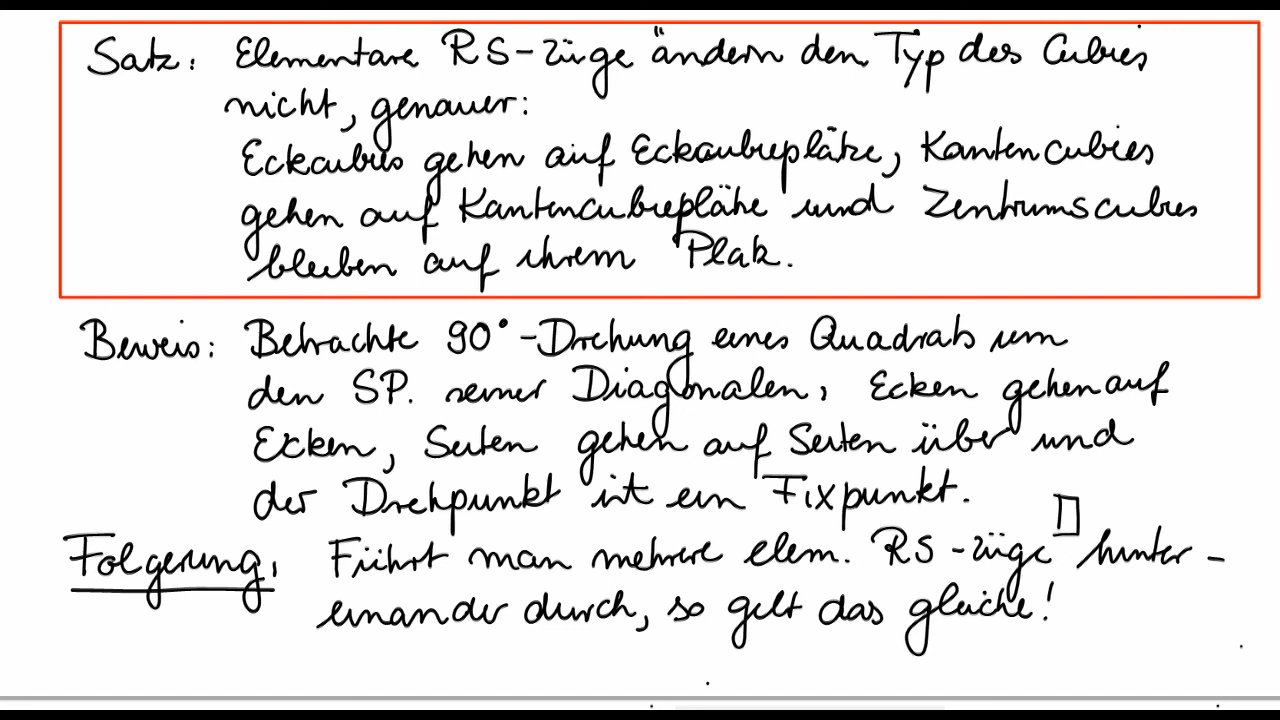 Satz: Elementare RS-Züge ändern den Typ des Cubies
nicht, genauer:
Eckcubies gehen auf Eckcubieplätze, Kantencubies
gehen auf Kantencubieplätze und Zentrumscubies
bleiben auf ihrem Platz.
Beweis: Betrachte 90°-Drehung eines Quadrats um
den SP. seiner Diagonalen, Ecken gehen auf
Ecken, Seiten gehen auf Seiten über und
der Drehpunkt ist ein Fixpunkt.
Folgerung: Führt man mehrere elem. RS-Züge hinter-
einander durch, so gilt das gleiche!